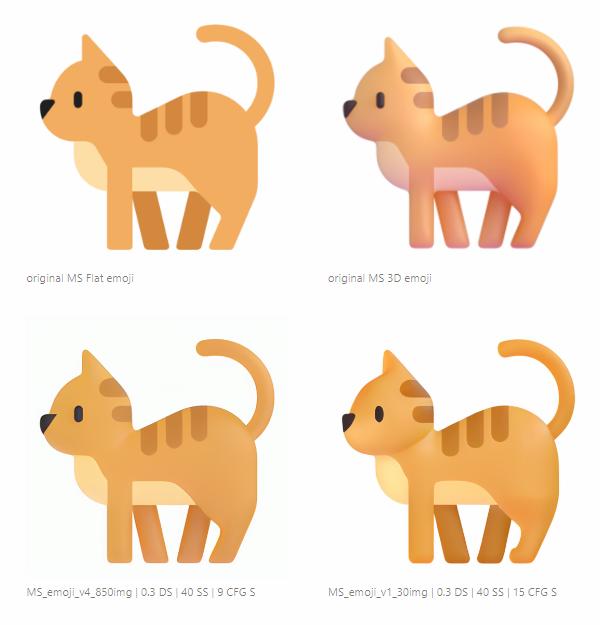 original MS Flat emoji
original MS 3D emoji
MS_emoji_v4_850img | 0.3 DS | 40 SS | 9 CFG S
MS_emoji_v1_30img | 0.3 DS | 40 SS | 15 CFG S